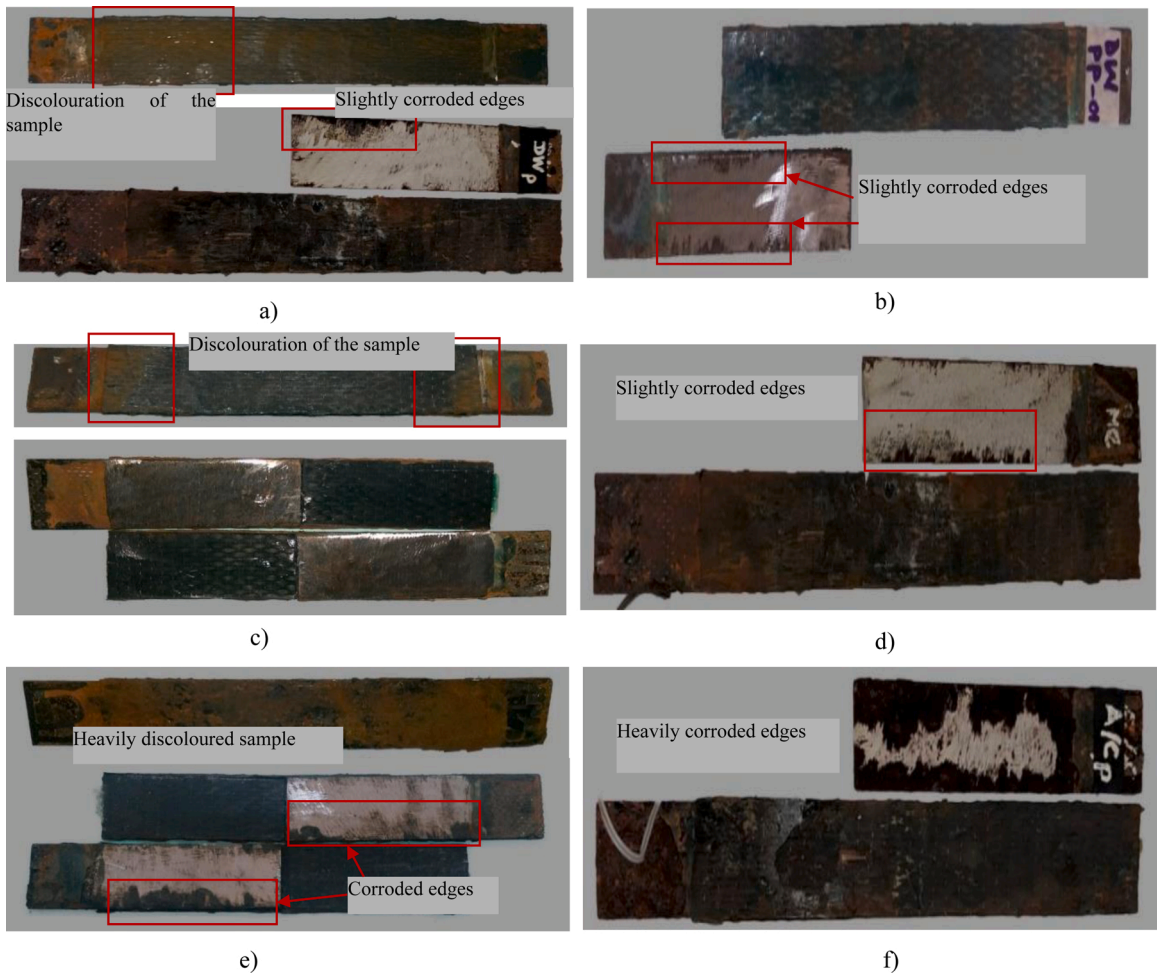 Discolouration of the
sample
Slightly corroded edges
DW
P
a)
DW
PP-01
Slightly corroded edges
b)
Discolouration of the sample
c)
Slightly corroded edges
MC
d)
Heavily discoloured sample
Corroded edges
e)
Heavily corroded edges
A/C P
f)